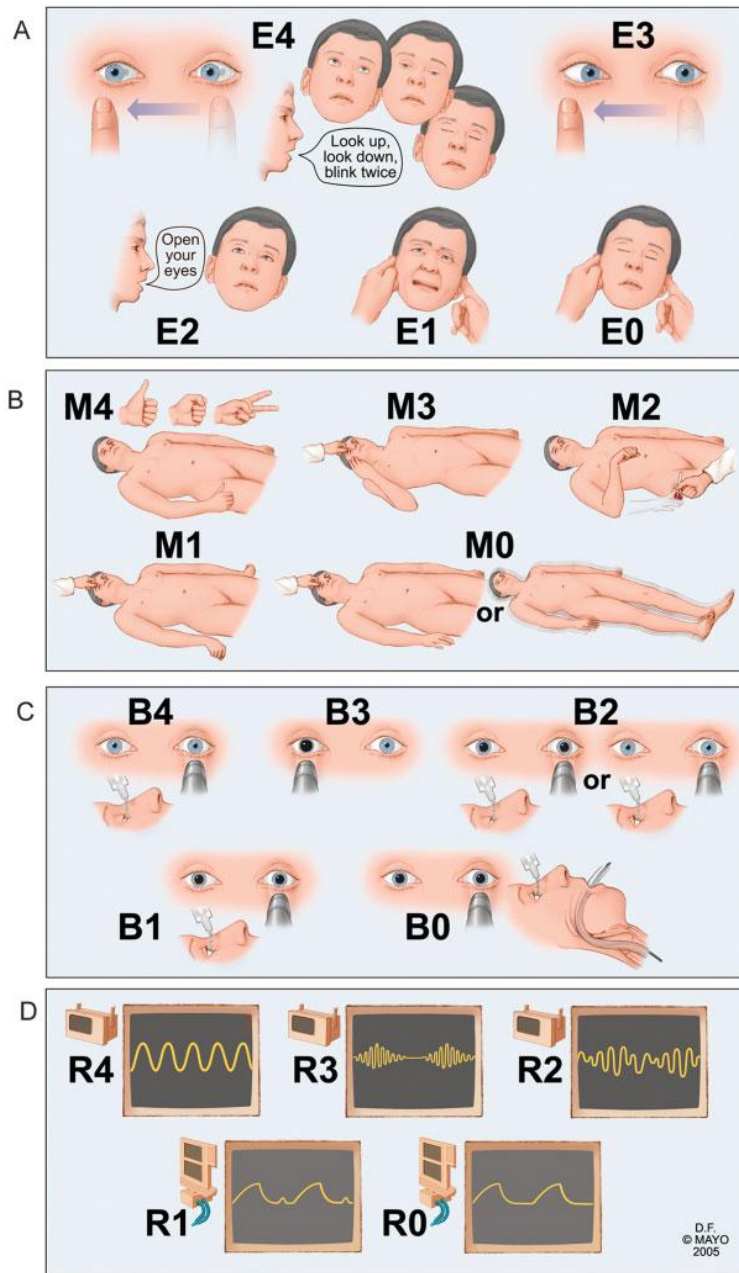 A
E4
E3
Look up,
look down,
blink twice
Open
your
eyes
E2
E1
E0
B
M4
M3
M2
M1
M0
or
C
B4
B3
B2
or
B1
B0
D
R4
R3
R2
R1
R0
D.F.
© MAYO
2005